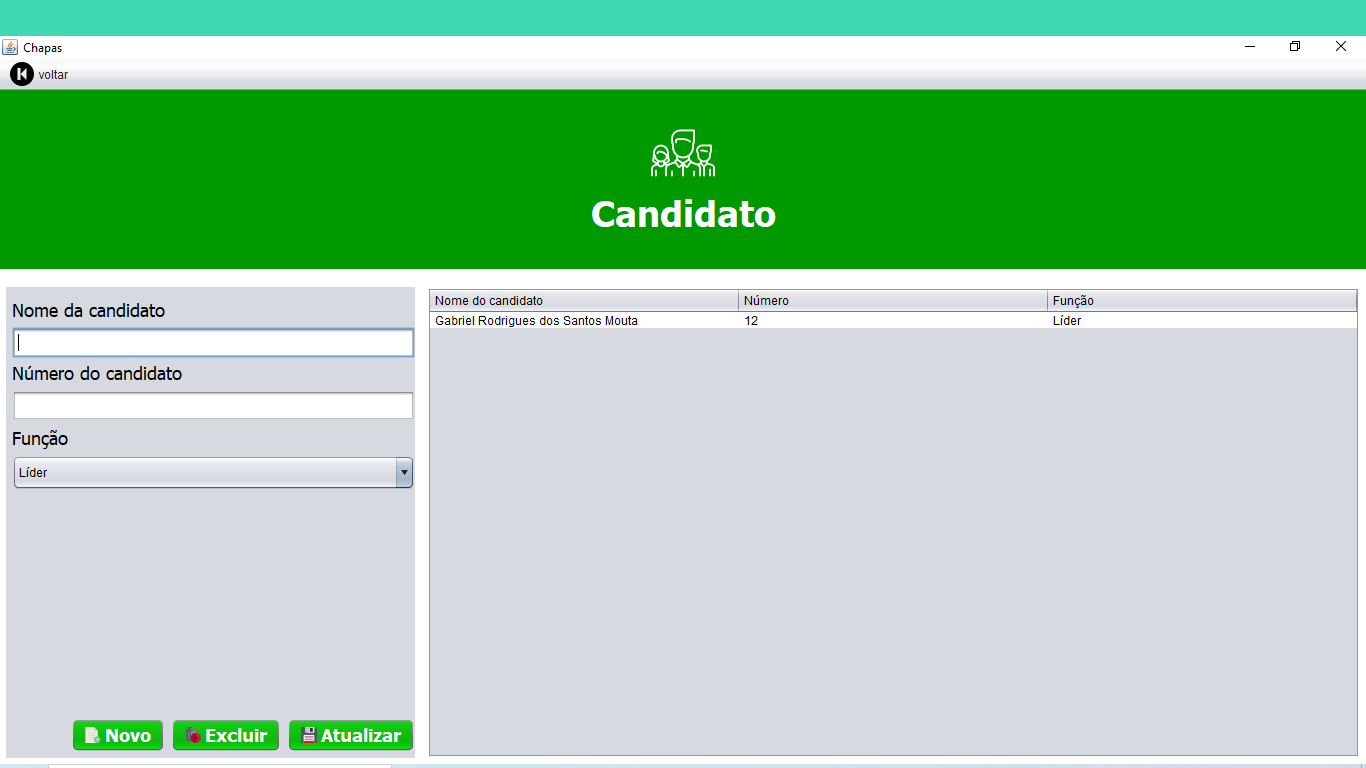 Chapas
voltar
Candidato
Nome da candidato
Número do candidato
Função
Líder
Novo Excluir Atualizar
Nome do candidato Número Função
Gabriel Rodrigues dos Santos Mouta 12 Líder